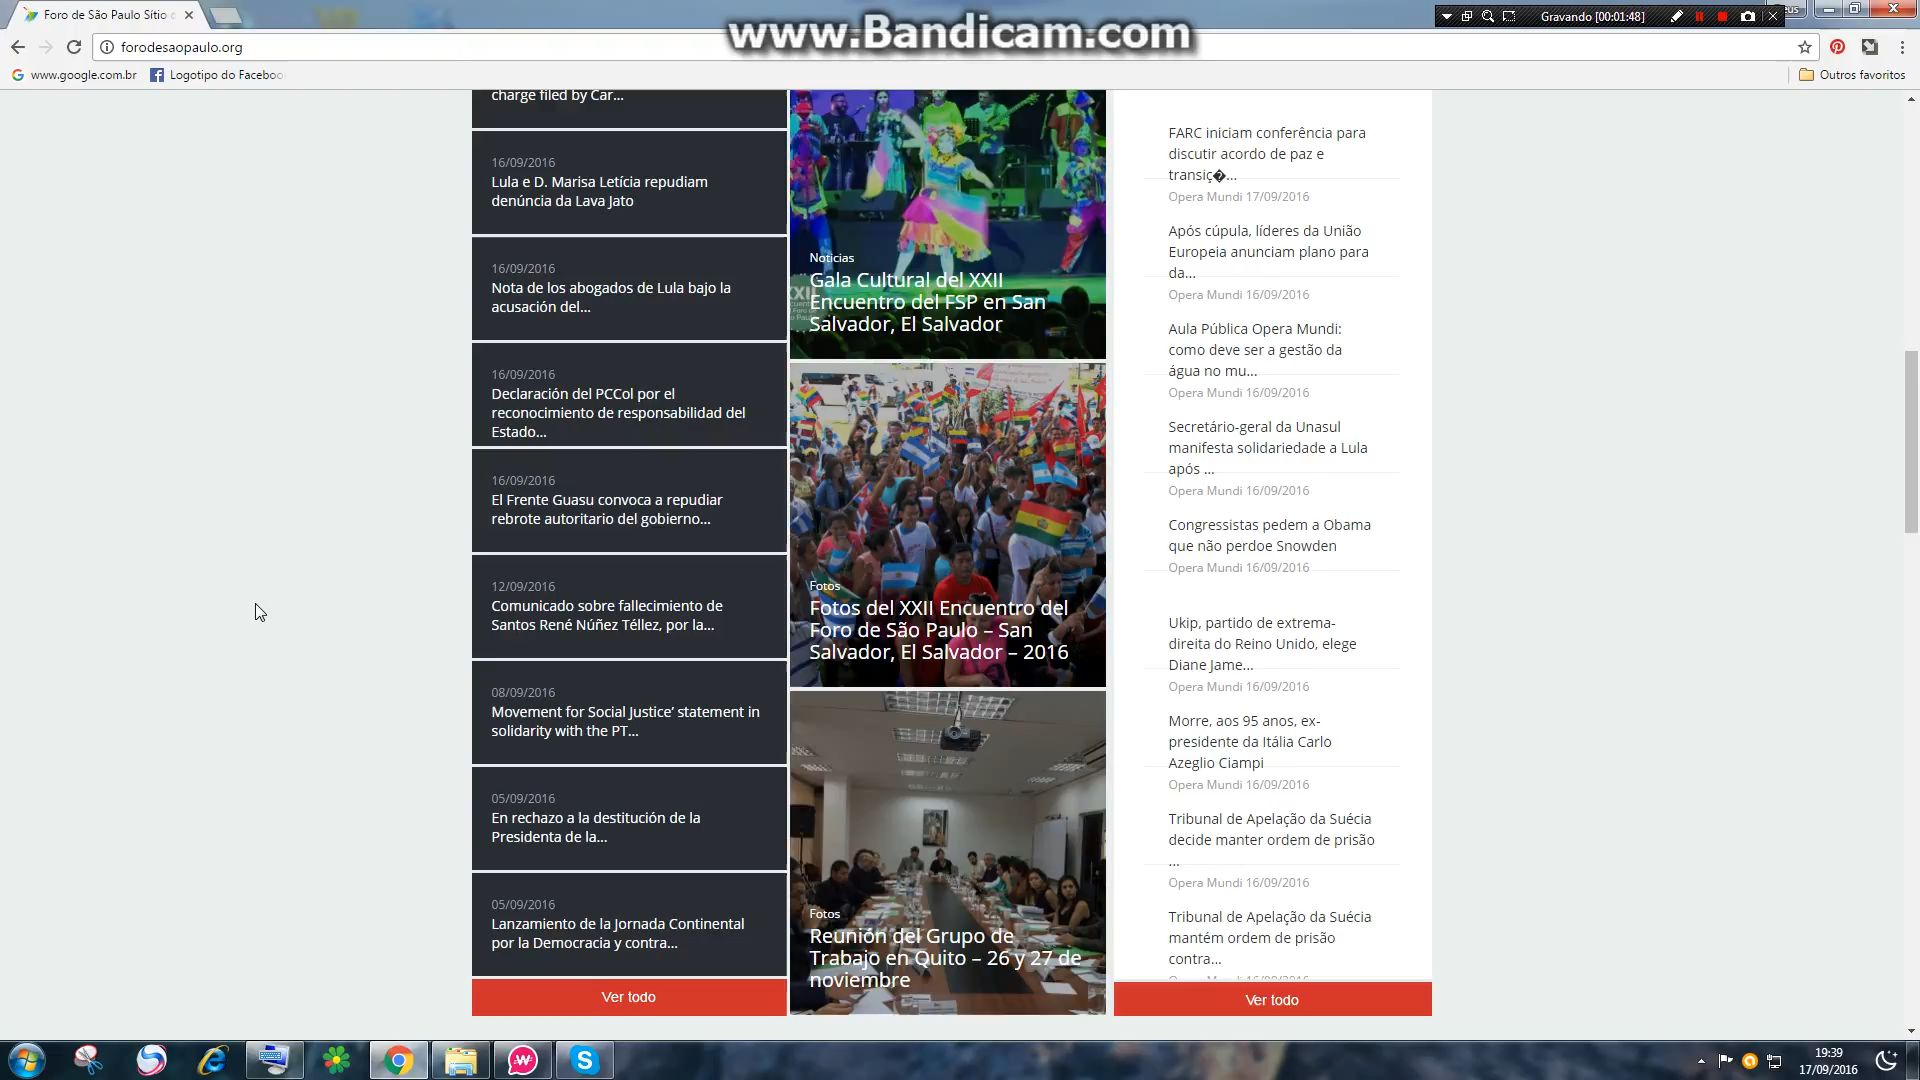 Foro de São Paulo Sítio
www.Bandicam.com
Gravando [00:01:48]
forodesaopaulo.org
www.google.com.br
Logotipo do Faceboo
Outros favoritos
charge filed by Car...
16/09/2016
Lula e D. Marisa Letícia repudiam
denúncia da Lava Jato
16/09/2016
Nota de los abogados de Lula bajo la
acusación del...
16/09/2016
Declaración del PCCol por el
reconocimiento de responsabilidad del
Estado...
16/09/2016
El Frente Guasu convoca a repudiar
rebrote autoritario del gobierno...
12/09/2016
Comunicado sobre fallecimiento de
Santos René Núñez Téllez, por la...
08/09/2016
Movement for Social Justice’ statement in
solidarity with the PT...
05/09/2016
En rechazo a la destitución de la
Presidenta de la...
05/09/2016
Lanzamiento de la Jornada Continental
por la Democracia y contra...
Ver todo
Noticias
Gala Cultural del XXII
Encuentro del FSP en San
Salvador, El Salvador
Fotos
Fotos del XXII Encuentro del
Foro de São Paulo – San
Salvador, El Salvador – 2016
Fotos
Reunión del Grupo de
Trabajo en Quito – 26 y 27 de
noviembre
FARC iniciam conferência para
discutir acordo de paz e
transiç�...
Opera Mundi 17/09/2016
Após cúpula, líderes da União
Europeia anunciam plano para
da...
Opera Mundi 16/09/2016
Aula Pública Opera Mundi:
como deve ser a gestão da
água no mu...
Opera Mundi 16/09/2016
Secretário-geral da Unasul
manifesta solidariedade a Lula
após ...
Opera Mundi 16/09/2016
Congressistas pedem a Obama
que não perdoe Snowden
Opera Mundi 16/09/2016
Ukip, partido de extrema-
direita do Reino Unido, elege
Diane Jame...
Opera Mundi 16/09/2016
Morre, aos 95 anos, ex-
presidente da Itália Carlo
Azeglio Ciampi
Opera Mundi 16/09/2016
Tribunal de Apelação da Suécia
decide manter ordem de prisão
...
Opera Mundi 16/09/2016
Tribunal de Apelação da Suécia
mantém ordem de prisão
contra...
Opera Mundi 16/09/2016
Ver todo
19:39
17/09/2016